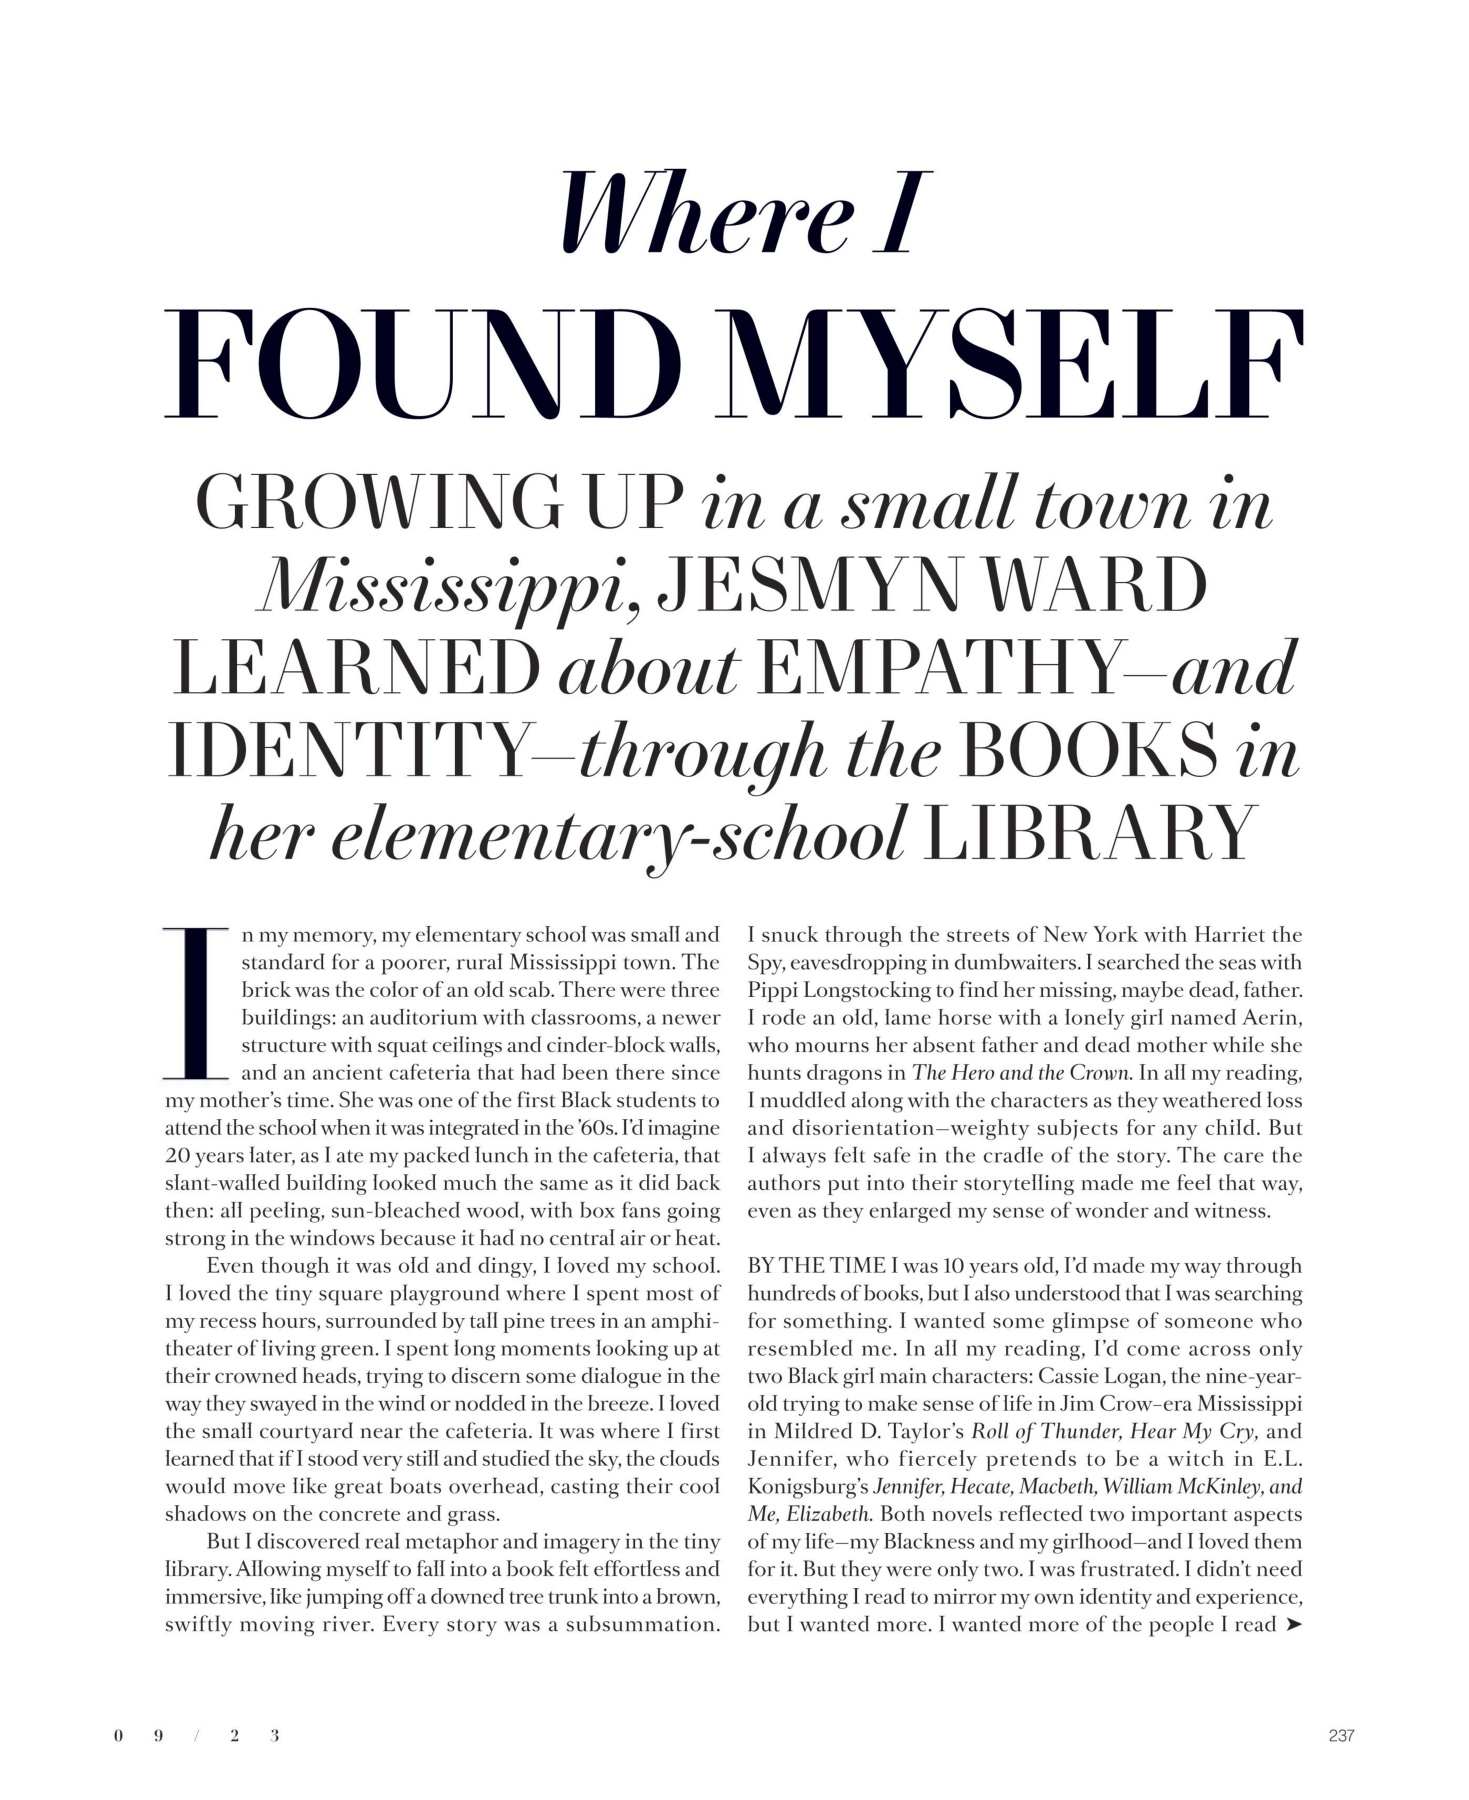 Where I
FOUND MYSELF
GROWING UP in a small town in
Mississippi, JESMYN WARD
LEARNED about EMPATHY—and
IDENTITY—through the BOOKS in
her elementary-school LIBRARY
In my memory, my elementary school was small and
standard for a poorer, rural Mississippi town. The
brick was the color of an old scab. There were three
buildings: an auditorium with classrooms, a newer
structure with squat ceilings and cinder-block walls,
and an ancient cafeteria that had been there since
my mother’s time. She was one of the first Black students to
attend the school when it was integrated in the ’60s. I’d imagine
20 years later, as I ate my packed lunch in the cafeteria, that
slant-walled building looked much the same as it did back
then: all peeling, sun-bleached wood, with box fans going
strong in the windows because it had no central air or heat.
Even though it was old and dingy, I loved my school.
I loved the tiny square playground where I spent most of
my recess hours, surrounded by tall pine trees in an amphi-
theater of living green. I spent long moments looking up at
their crowned heads, trying to discern some dialogue in the
way they swayed in the wind or nodded in the breeze. I loved
the small courtyard near the cafeteria. It was where I first
learned that if I stood very still and studied the sky, the clouds
would move like great boats overhead, casting their cool
shadows on the concrete and grass.
But I discovered real metaphor and imagery in the tiny
library. Allowing myself to fall into a book felt effortless and
immersive, like jumping off a downed tree trunk into a brown,
swiftly moving river. Every story was a subsummation.
I snuck through the streets of New York with Harriet the
Spy, eavesdropping in dumbwaiters. I searched the seas with
Pippi Longstocking to find her missing, maybe dead, father.
I rode an old, lame horse with a lonely girl named Aerin,
who mourns her absent father and dead mother while she
hunts dragons in The Hero and the Crown. In all my reading,
I muddled along with the characters as they weathered loss
and disorientation—weighty subjects for any child. But
I always felt safe in the cradle of the story. The care the
authors put into their storytelling made me feel that way,
even as they enlarged my sense of wonder and witness.
BY THE TIME I was 10 years old, I’d made my way through
hundreds of books, but I also understood that I was searching
for something. I wanted some glimpse of someone who
resembled me. In all my reading, I’d come across only
two Black girl main characters: Cassie Logan, the nine-year-
old trying to make sense of life in Jim Crow–era Mississippi
in Mildred D. Taylor’s Roll of Thunder, Hear My Cry, and
Jennifer, who fiercely pretends to be a witch in E.L.
Konigsburg’s Jennifer, Hecate, Macbeth, William McKinley, and
Me, Elizabeth. Both novels reflected two important aspects
of my life—my Blackness and my girlhood—and I loved them
for it. But they were only two. I was frustrated. I didn’t need
everything I read to mirror my own identity and experience,
but I wanted more. I wanted more of the people I read ➤
09/23
237